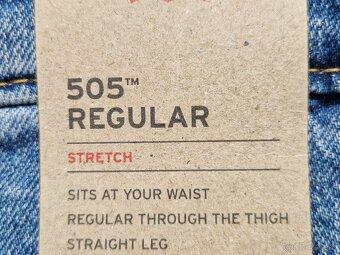 505™
REGULAR
STRETCH
SITS AT YOUR WAIST
REGULAR THROUGH THE THIGH
STRAIGHT LEG